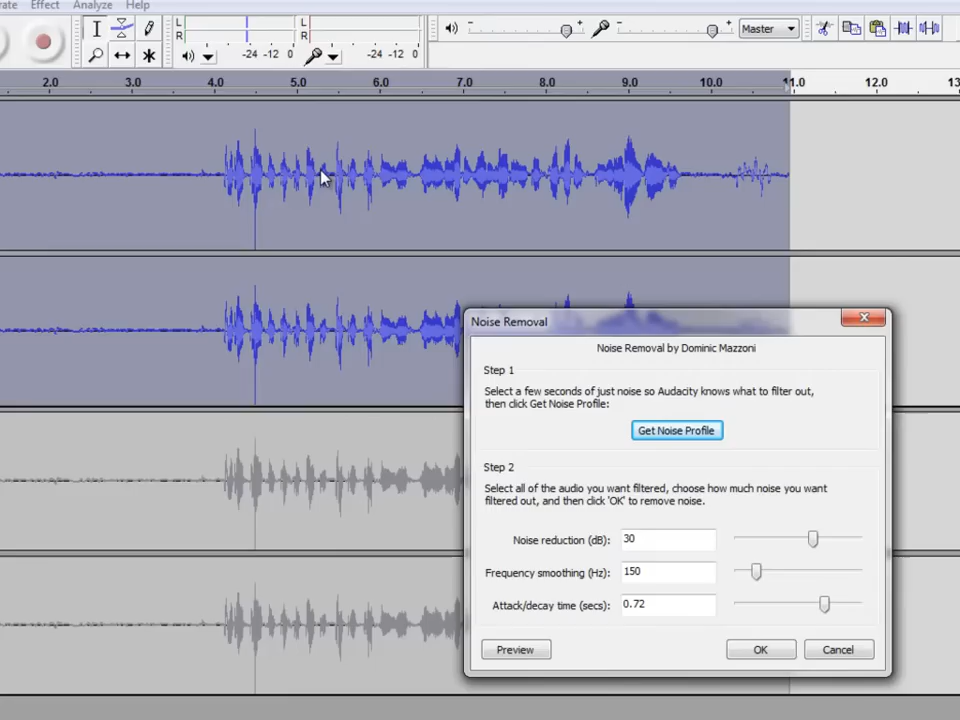 rate Effect Analyze Help
L 0 L
R R
-24 -12 0 -24 -12 0
- + - + Master
2.0 3.0 4.0 5.0 6.0 7.0 8.0 9.0 10.0 11.0 12.0 13
Noise Removal
Noise Removal by Dominic Mazzoni
Step 1
Select a few seconds of just noise so Audacity knows what to filter out,
then click Get Noise Profile:
Get Noise Profile
Step 2
Select all of the audio you want filtered, choose how much noise you want
filtered out, and then click 'OK' to remove noise.
Noise reduction (dB): 30
Frequency smoothing (Hz): 150
Attack/decay time (secs): 0.72
Preview OK Cancel